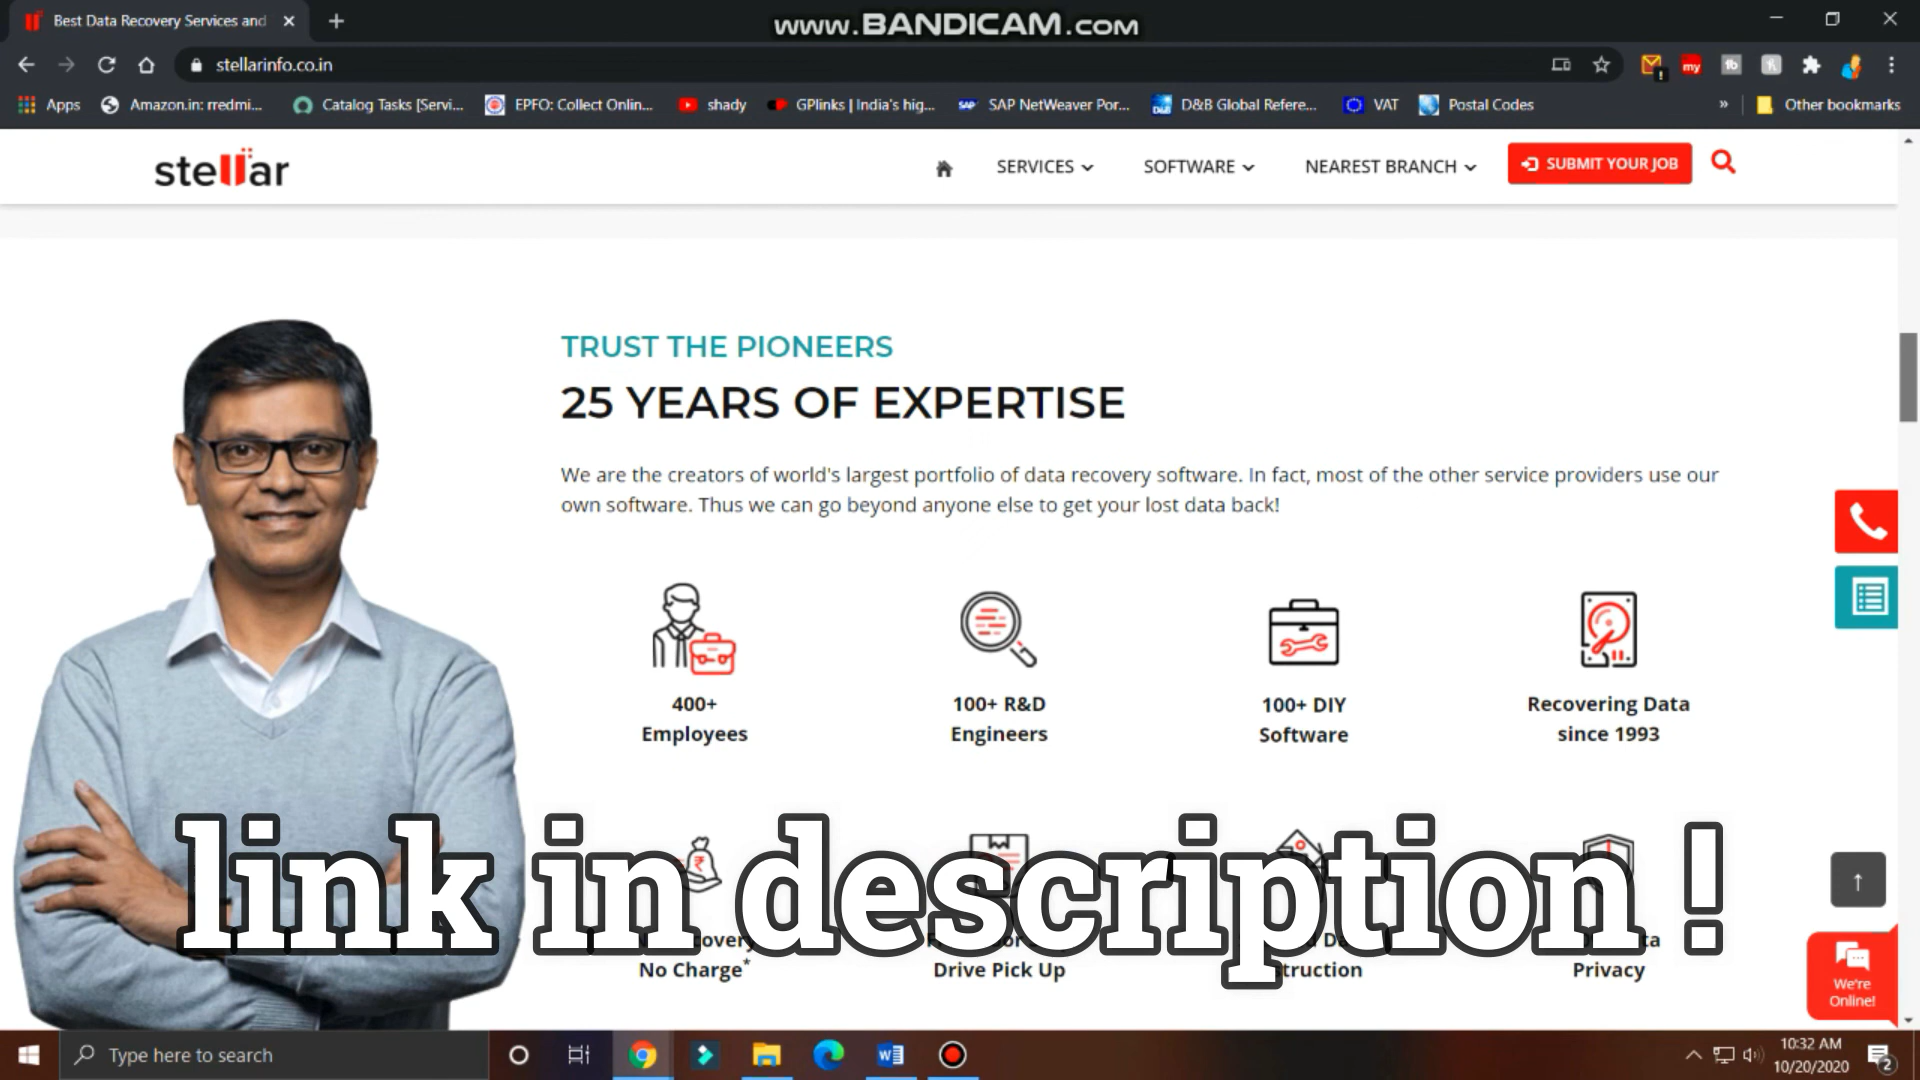 Best Data Recovery Services and
www.BANDICAM.com
stellarinfo.co.in
Apps
Amazon.in: rredmi...
Catalog Tasks [Servi...
EPFO: Collect Onlin...
shady
GPlinks | India's hig...
SAP NetWeaver Por...
D&B Global Refere...
VAT
Postal Codes
»
Other bookmarks
stellar
SERVICES
SOFTWARE
NEAREST BRANCH
SUBMIT YOUR JOB
TRUST THE PIONEERS
25 YEARS OF EXPERTISE
We are the creators of world's largest portfolio of data recovery software. In fact, most of the other service providers use our
own software. Thus we can go beyond anyone else to get your lost data back!
400+
Employees
100+ R&D
Engineers
100+ DIY
Software
Recovering Data
since 1993
link in description !
No Charge*
Drive Pick Up
Privacy
We're
Online!
Type here to search
10:32 AM
10/20/2020
2